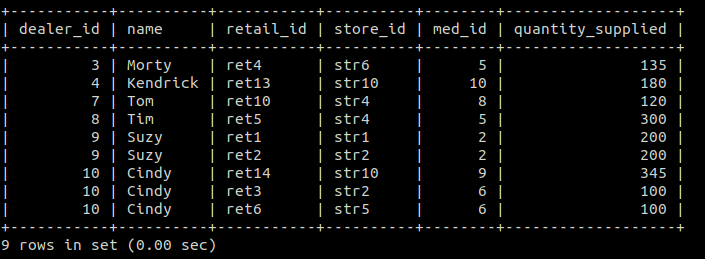 +-----------+----------+-----------+----------+--------+-------------------+
| dealer_id | name     | retail_id | store_id | med_id | quantity_supplied |
+-----------+----------+-----------+----------+--------+-------------------+
|         3 | Morty    | ret4      | str6     |      5 |               135 |
|         4 | Kendrick | ret13     | str10    |     10 |               180 |
|         7 | Tom      | ret10     | str4     |      8 |               120 |
|         8 | Tim      | ret5      | str4     |      5 |               300 |
|         9 | Suzy     | ret1      | str1     |      2 |               200 |
|         9 | Suzy     | ret2      | str2     |      2 |               200 |
|        10 | Cindy    | ret14     | str10    |      9 |               345 |
|        10 | Cindy    | ret3      | str2     |      6 |               100 |
|        10 | Cindy    | ret6      | str5     |      6 |               100 |
+-----------+----------+-----------+----------+--------+-------------------+
9 rows in set (0.00 sec)